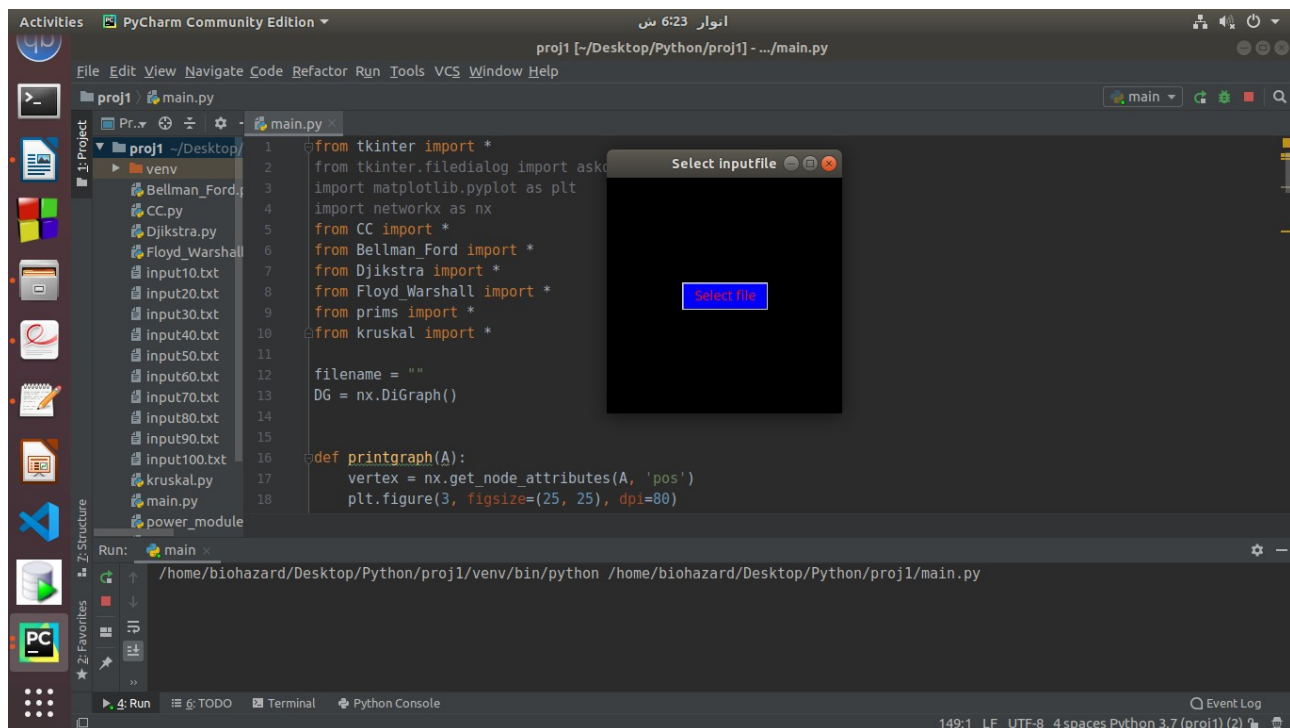 Activities PyCharm Community Edition انوار 6:23 ش
proj1 [~/Desktop/Python/proj1] - .../main.py
File Edit View Navigate Code Refactor Run Tools VCS Window Help
proj1 main.py main
Pr.. main.py
1: Project
proj1 ~/Desktop/
venv
Bellman_Ford.p
CC.py
Djikstra.py
Floyd_Warshall
input10.txt
input20.txt
input30.txt
input40.txt
input50.txt
input60.txt
input70.txt
input80.txt
input90.txt
input100.txt
kruskal.py
main.py
power_module
1 from tkinter import *
2 from tkinter.filedialog import asko
3 import matplotlib.pyplot as plt
4 import networkx as nx
5 from CC import *
6 from Bellman_Ford import *
7 from Djikstra import *
8 from Floyd_Warshall import *
9 from prims import *
10 from kruskal import *
11
12 filename = ""
13 DG = nx.DiGraph()
14
15
16 def printgraph(A):
17 vertex = nx.get_node_attributes(A, 'pos')
18 plt.figure(3, figsize=(25, 25), dpi=80)
Select inputfile
Select file
7: Structure
2: Favorites
Run: main
/home/biohazard/Desktop/Python/proj1/venv/bin/python /home/biohazard/Desktop/Python/proj1/main.py
4: Run 6: TODO Terminal Python Console Event Log
149:1 LF UTF-8 4 spaces Python 3.7 (proj1) (2)